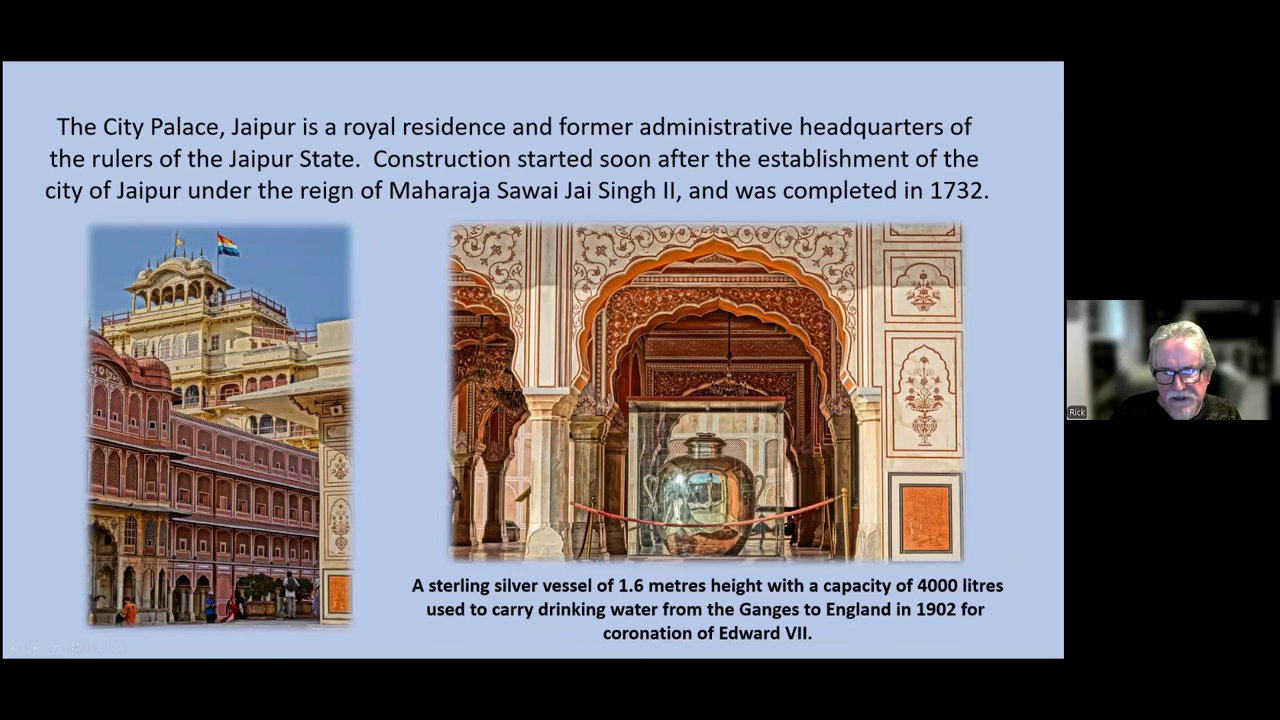 The City Palace, Jaipur is a royal residence and former administrative headquarters of
the rulers of the Jaipur State.  Construction started soon after the establishment of the
city of Jaipur under the reign of Maharaja Sawai Jai Singh II, and was completed in 1732.
A sterling silver vessel of 1.6 metres height with a capacity of 4000 litres
used to carry drinking water from the Ganges to England in 1902 for
coronation of Edward VII.
Rick